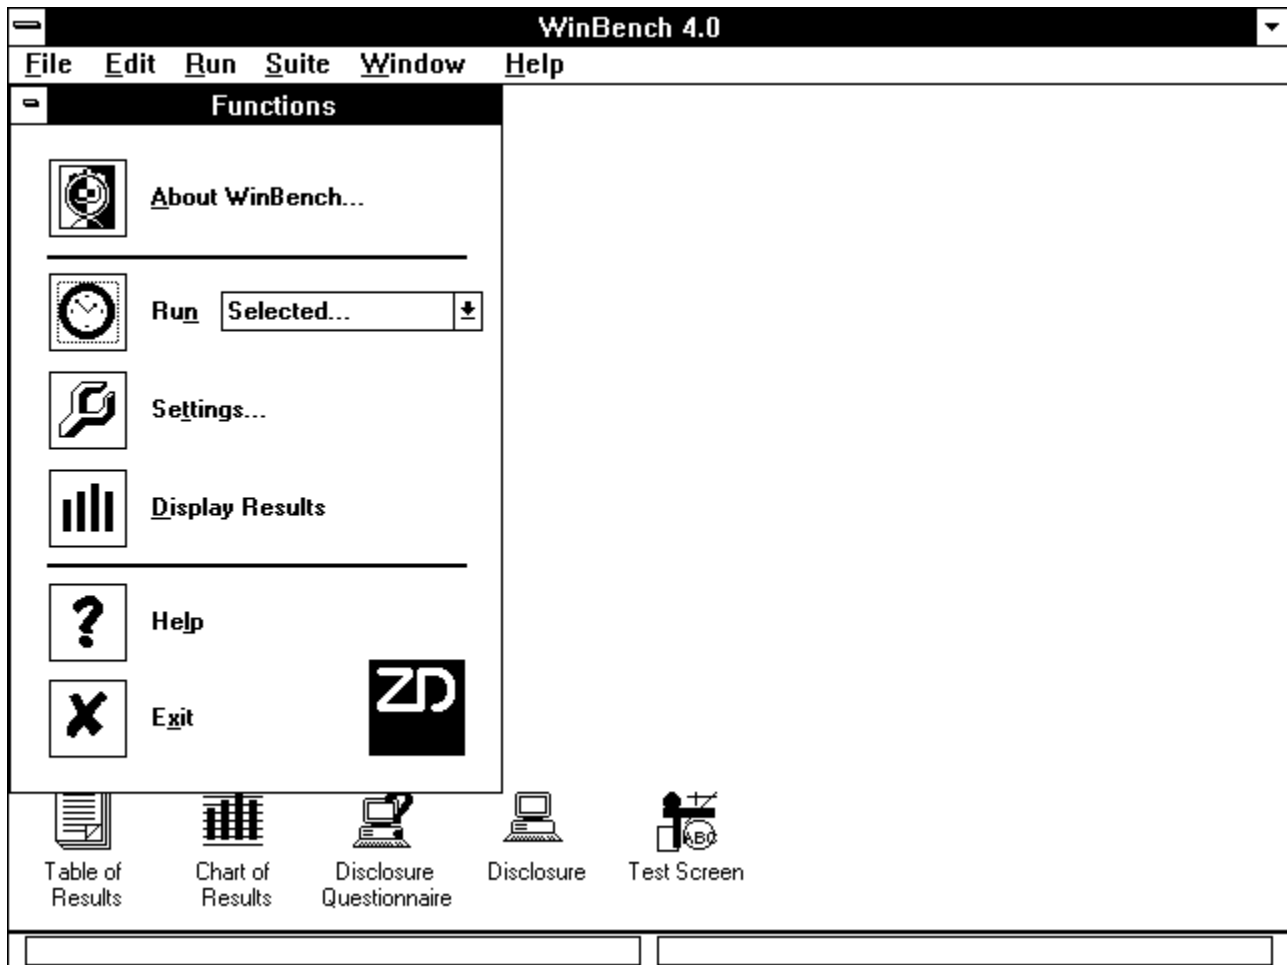 WinBench 4.0
File Edit Run Suite Window Help
Functions
About WinBench...
Run Selected...
Settings...
Display Results
Help
ZD
Exit
Table of Results
Chart of Results
Disclosure Questionnaire
Disclosure
Test Screen
ABC